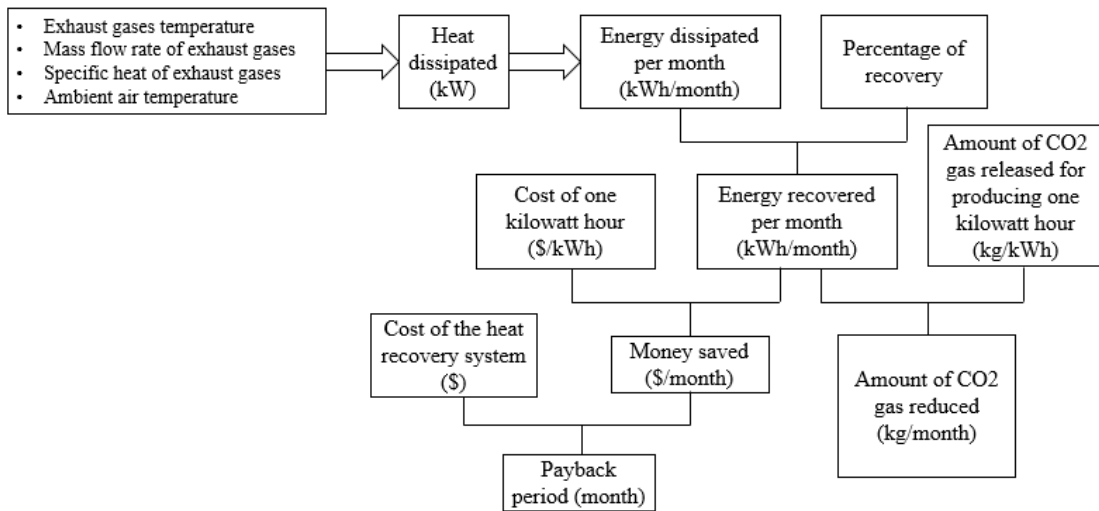 • Exhaust gases temperature
• Mass flow rate of exhaust gases
• Specific heat of exhaust gases
• Ambient air temperature
Heat
dissipated
(kW)
Energy dissipated
per month
(kWh/month)
Percentage of
recovery
Cost of one
kilowatt hour
($/kWh)
Energy recovered
per month
(kWh/month)
Amount of CO2
gas released for
producing one
kilowatt hour
(kg/kWh)
Cost of the heat
recovery system
($)
Money saved
($/month)
Amount of CO2
gas reduced
(kg/month)
Payback
period (month)